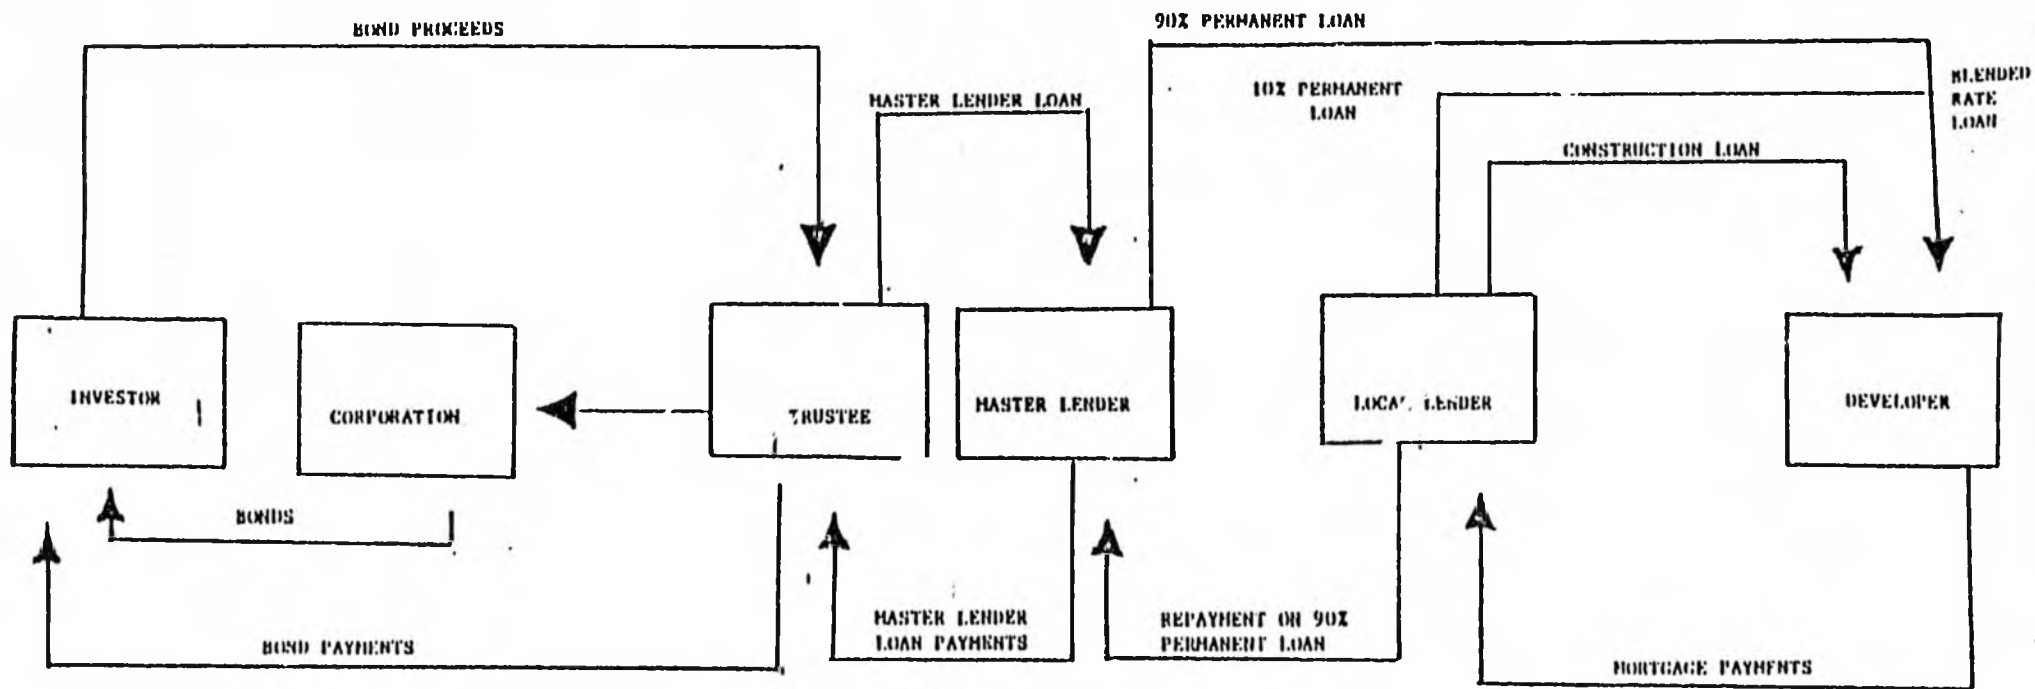 BOND PROCEEDS
90% PERMANENT LOAN
MASTER LENDER LOAN
10% PERMANENT
LOAN
BLENDED
RATE
LOAN
CONSTRUCTION LOAN
INVESTOR
CORPORATION
TRUSTEE
MASTER LENDER
LOCAL LENDER
DEVELOPER
BONDS
BOND PAYMENTS
MASTER LENDER
LOAN PAYMENTS
REPAYMENT ON 90%
PERMANENT LOAN
MORTGAGE PAYMENTS